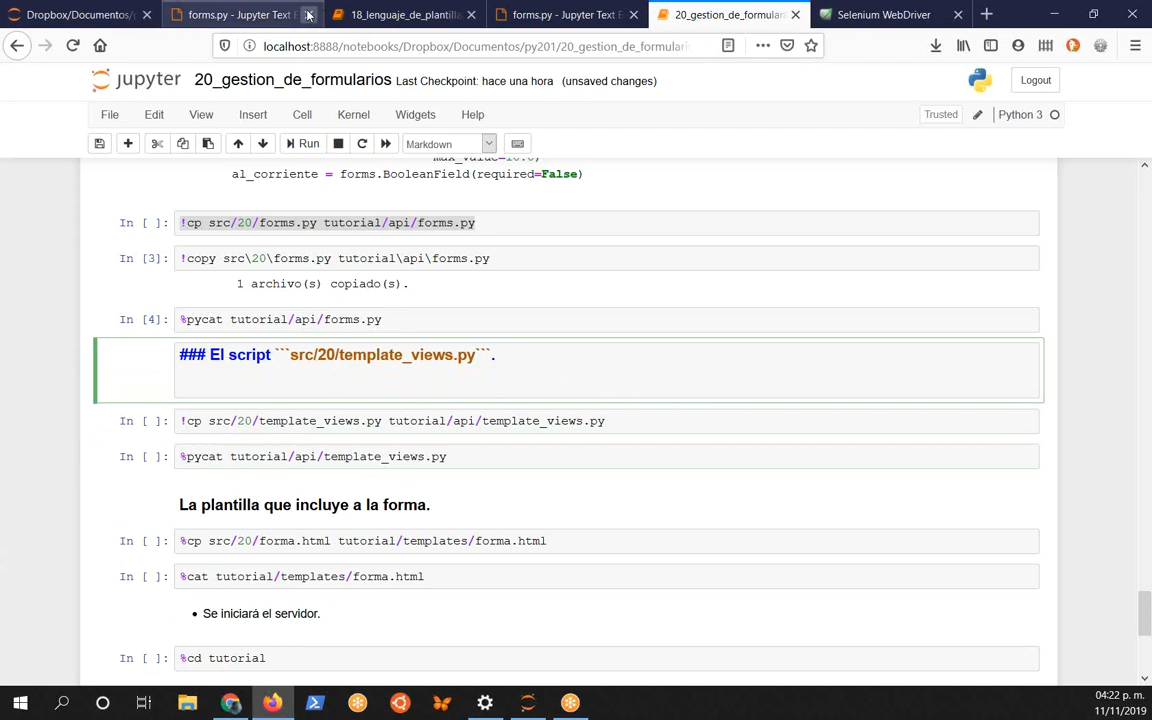 Dropbox/Documentos/
forms.py - Jupyter Text E
18_lenguaje_de_plantilla
forms.py - Jupyter Text E
20_gestion_de_formulari
Selenium WebDriver
localhost:8888/notebooks/Dropbox/Documentos/py201/20_gestion_de_formulari
jupyter 20_gestion_de_formularios Last Checkpoint: hace una hora (unsaved changes)
Logout
File Edit View Insert Cell Kernel Widgets Help
Trusted Python 3
Run Markdown
max_value=10.0)
al_corriente = forms.BooleanField(required=False)
In [ ]: !cp src/20/forms.py tutorial/api/forms.py
In [3]: !copy src\20\forms.py tutorial\api\forms.py
1 archivo(s) copiado(s).
In [4]: %pycat tutorial/api/forms.py
### El script ```src/20/template_views.py```.
In [ ]: !cp src/20/template_views.py tutorial/api/template_views.py
In [ ]: %pycat tutorial/api/template_views.py
La plantilla que incluye a la forma.
In [ ]: %cp src/20/forma.html tutorial/templates/forma.html
In [ ]: %cat tutorial/templates/forma.html
• Se iniciará el servidor.
In [ ]: %cd tutorial
04:22 p. m.
11/11/2019